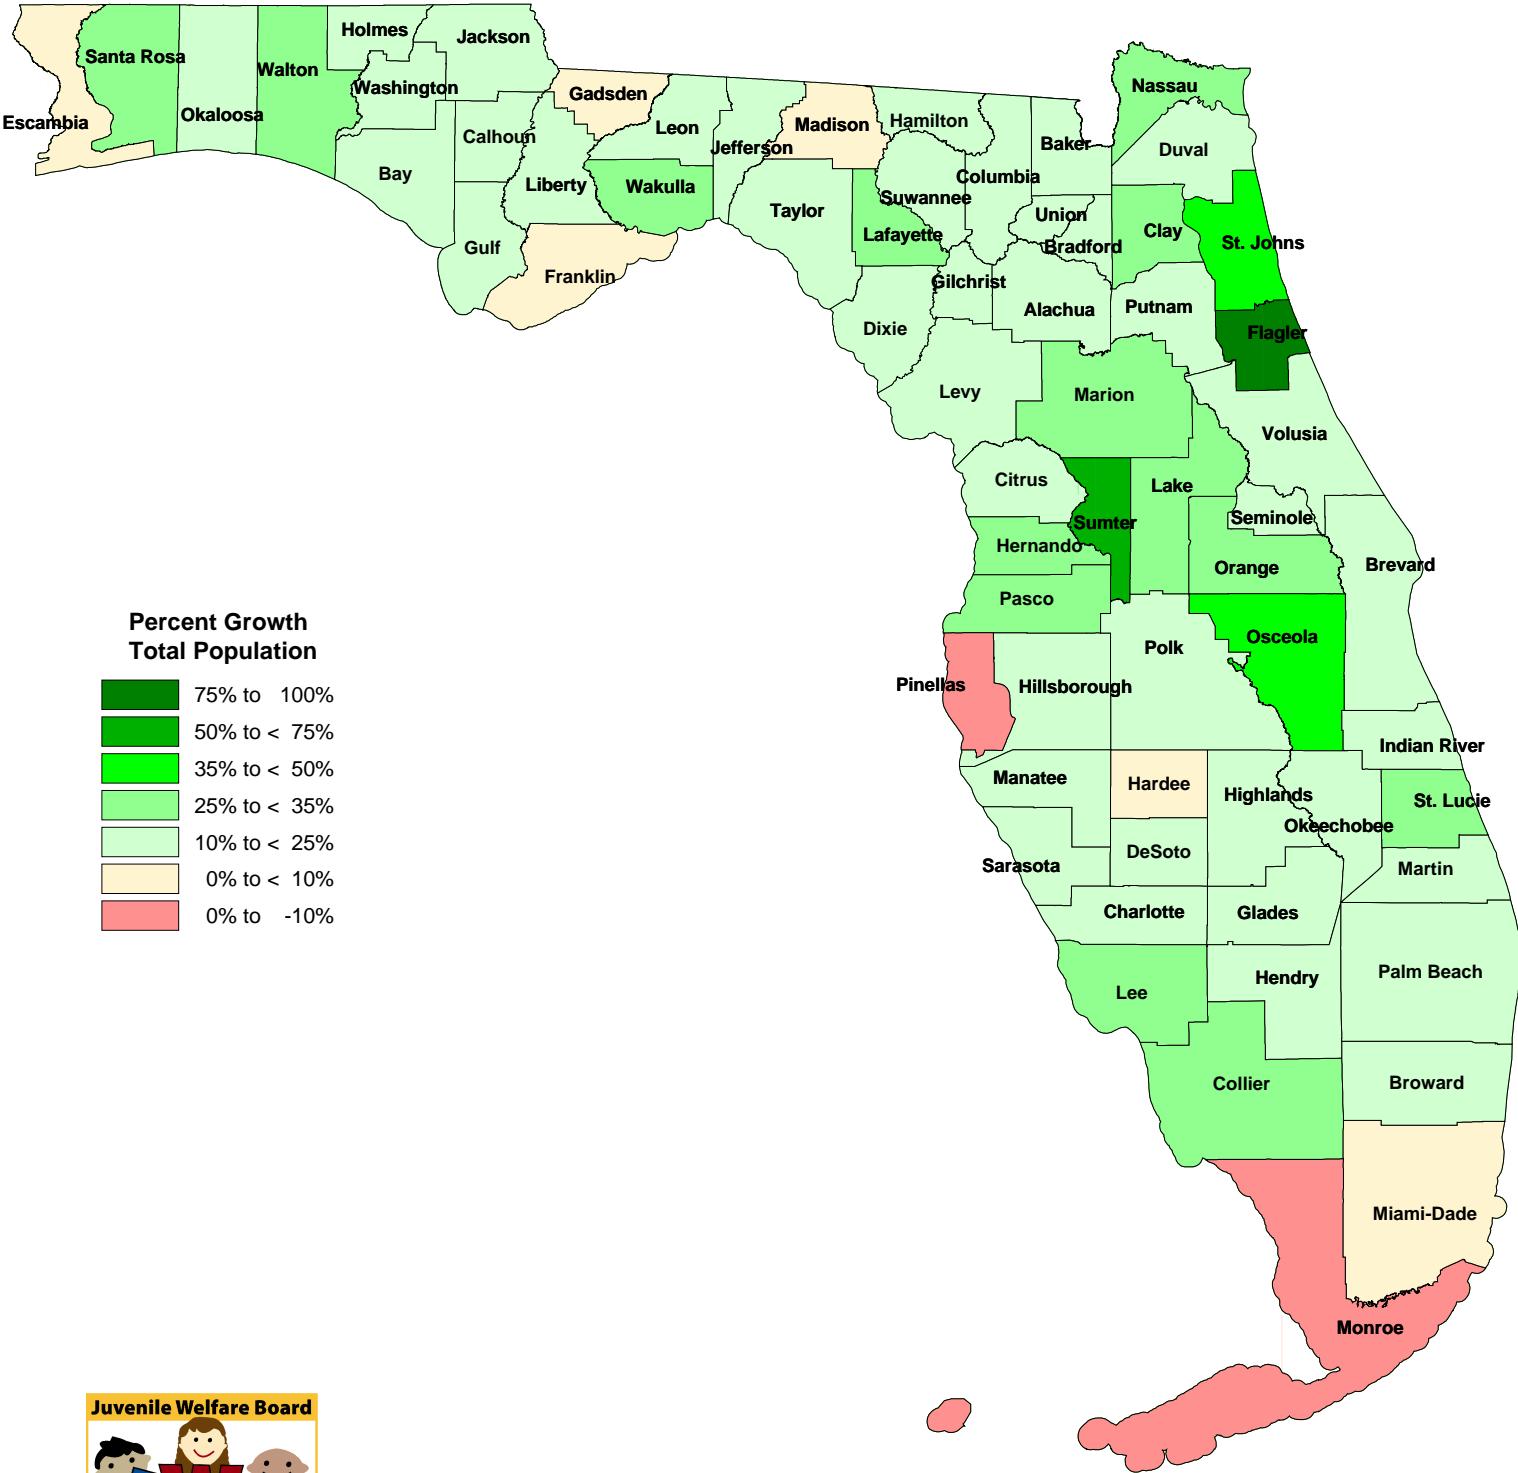 Holmes
Jackson
Santa Rosa
Walton
Washington
Okaloosa
Escambia
Gadsden
Calhoun
Leon
Madison
Hamilton
Nassau
Baker
Duval
Jefferson
Bay
Liberty
Wakulla
Columbia
Suwannee
Taylor
Union
Lafayette
Bradford
Clay
St. Johns
Gulf
Franklin
Gilchrist
Alachua
Putnam
Dixie
Flagler
Levy
Marion
Volusia
Citrus
Lake
Sumter
Seminole
Hernando
Orange
Brevard
Pasco
Osceola
Polk
Pinellas
Hillsborough
Percent Growth
Total Population
75% to 100%
50% to < 75%
35% to < 50%
25% to < 35%
10% to < 25%
0% to < 10%
0% to -10%
Indian River
Manatee
Hardee
Highlands
St. Lucie
Okeechobee
DeSoto
Sarasota
Martin
Charlotte
Glades
Palm Beach
Hendry
Lee
Collier
Broward
Miami-Dade
Monroe
Juvenile Welfare Board